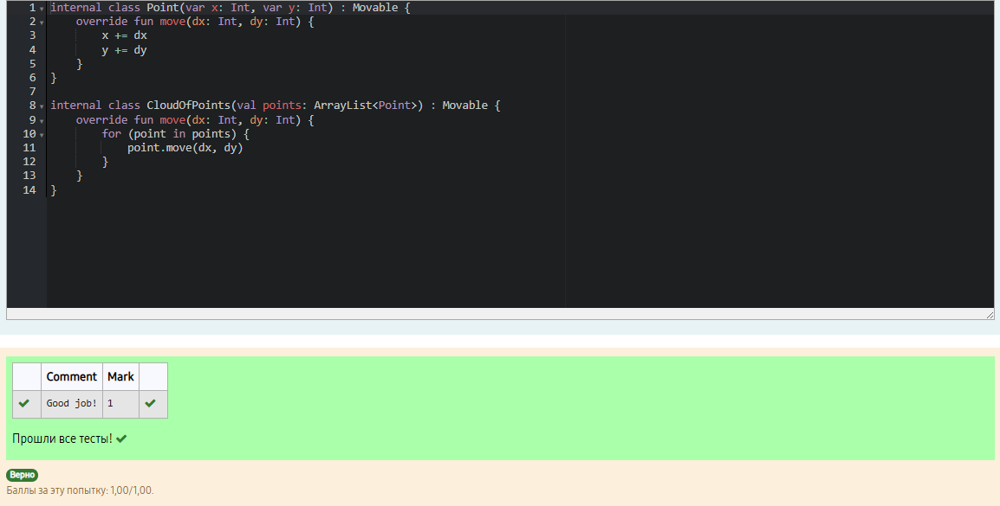 1 internal class Point(var x: Int, var y: Int) : Movable {
2     override fun move(dx: Int, dy: Int) {
3         x += dx
4         y += dy
5     }
6 }
7
8 internal class CloudOfPoints(val points: ArrayList<Point>) : Movable {
9     override fun move(dx: Int, dy: Int) {
10         for (point in points) {
11             point.move(dx, dy)
12         }
13     }
14 }
Comment Mark
Good job! 1
Прошли все тесты!
Верно
Баллы за эту попытку: 1,00/1,00.